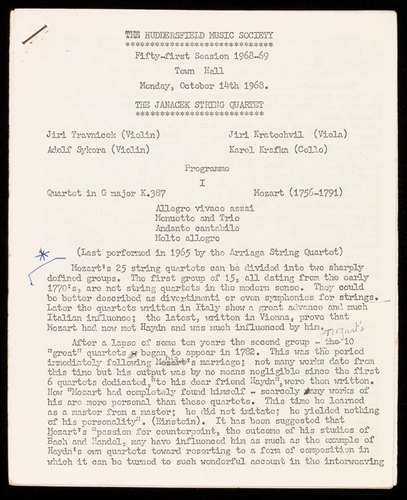 THE HUDDERSFIELD MUSIC SOCIETY
**************************
Fifty-first Season 1968-69
Town Hall
Monday, October 14th 1968.
THE JANACEK STRING QUARTET
**************************
Jiri Travnicek (Violin) Jiri Kratochvil (Viola)
Adolf Sykora (Violin) Karel Krafka (Cello)
Programme
I
Quartet in G major K.387 Mozart (1756-1791)
Allegro vivace assai
Menuetto and Trio
Andante cantabile
Molto allegro
* (Last performed in 1965 by the Arriaga String Quartet)
Mozart's 25 string quartets can be divided into two sharply
defined groups. The first group of 15, all dating from the early
1770's, are not string quartets in the modern sense. They could
be better described as divertimenti or even symphonies for strings.
Later the quartets written in Italy show a great advance and much
Italian influence; the latest, written in Vienna, prove that
Mozart had now met Haydn and was much influenced by him.
Mozart's
After a lapse of some ten years the second group - the 10
"great" quartets - began to appear in 1782. This was the period
immediately following Mozart's marriage; not many works date from
this time but his output was by no means negligible since the first
6 quartets dedicated,"to his dear friend Haydn",were then written.
Now "Mozart had completely found himself - scarcely any works of
his are more personal than those quartets. This time he learned
as a master from a master; he did not imitate; he yielded nothing
of his personality". (Einstein). It has been suggested that
Mozart's "passion for counterpoint, the outcome of his studies of
Bach and Handel, may have influenced him as much as the example of
Haydn's own quartets toward resorting to a form of composition in
which it can be turned to such wonderful account in the interweaving